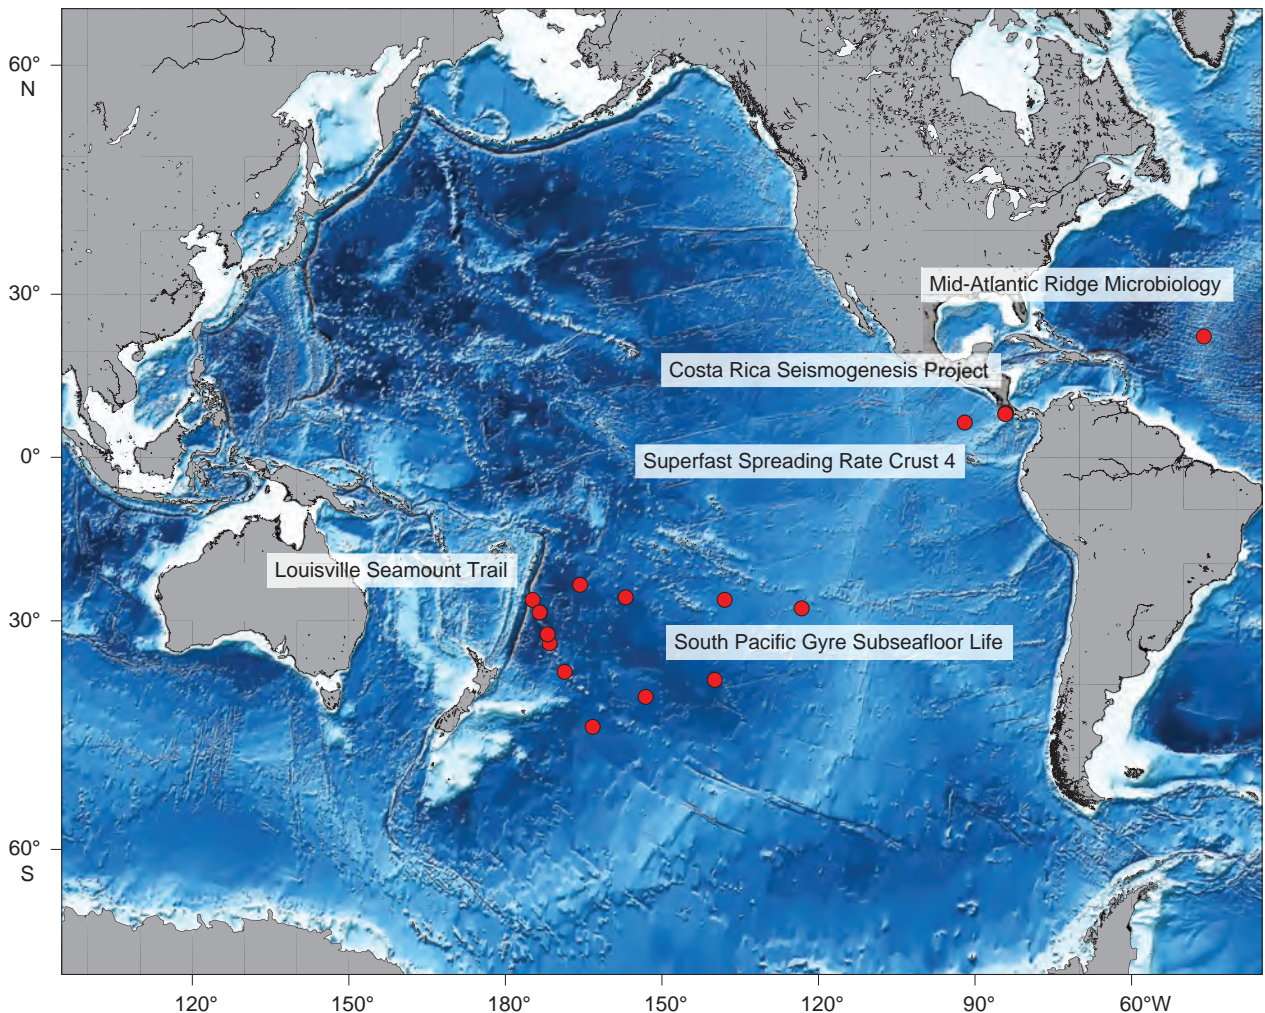 60°
N
Mid-Atlantic Ridge Microbiology
30°
Costa Rica Seismogenesis Project
0°
Superfast Spreading Rate Crust 4
Louisville Seamount Trail
30°
South Pacific Gyre Subseafloor Life
60°
S
120°
150°
180°
150°
120°
90°
60°W